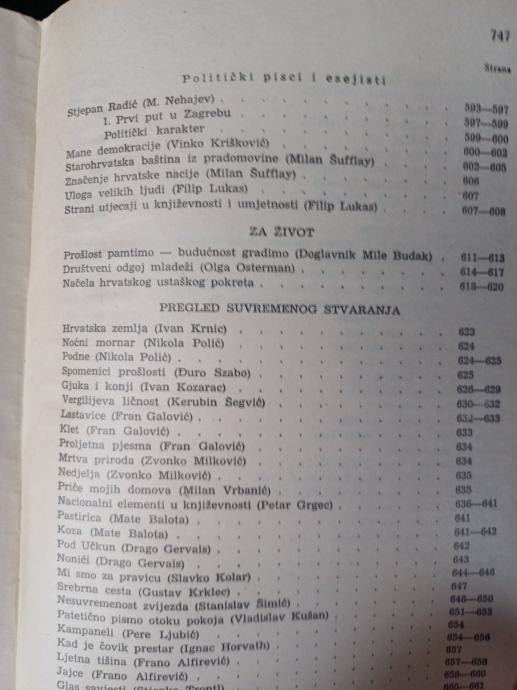 747
Strana
Politički pisci i esejisti
Stjepan Radić (M. Nehajev) . . . . . . . . . . 593—597
1. Prvi put u Zagrebu . . . . . . . . . 597—599
Politički karakter . . . . . . . . . . 599—600
Mane demokracije (Vinko Krišković) . . . . . . . . 600—602
Starohrvatska baština iz pradomovine (Milan Šufflay) . . . . 602—605
Značenje hrvatske nacije (Milan Šufflay) . . . . . . . 606
Uloga velikih ljudi (Filip Lukas) . . . . . . . . . 607
Strani utjecaji u književnosti i umjetnosti (Filip Lukas) . . . . 607—608
ZA ŽIVOT
Prošlost pamtimo — budućnost gradimo (Doglavnik Mile Budak) . 611—613
Društveni odgoj mladeži (Olga Osterman) . . . . . . . 614—617
Načela hrvatskog ustaškog pokreta . . . . . . . . 618—620
PREGLED SUVREMENOG STVARANJA
Hrvatska zemlja (Ivan Krnic) . . . . . . . . . . 623
Noćni mornar (Nikola Polić) . . . . . . . . . . 624
Podne (Nikola Polić) . . . . . . . . . . . 624—625
Spomenici prošlosti (Đuro Szabo) . . . . . . . . . 625
Gjuka i konji (Ivan Kozarac) . . . . . . . . . . 626—629
Vergilijeva ličnost (Kerubin Šegvić) . . . . . . . . 630—632
Lastavice (Fran Galović) . . . . . . . . . . . 632—633
Klet (Fran Galović) . . . . . . . . . . . . 633
Proljetna pjesma (Fran Galović) . . . . . . . . . 634
Mrtva priroda (Zvonko Milković) . . . . . . . . . 634
Nedjelja (Zvonko Milković) . . . . . . . . . . 635
Priče mojih domova (Milan Vrbanić) . . . . . . . . 635
Nacionalni elementi u književnosti (Petar Grgec) . . . . . 636—641
Pastirica (Mate Balota) . . . . . . . . . . . 641
Koza (Mate Balota) . . . . . . . . . . . . 641—642
Pod Učkun (Drago Gervais) . . . . . . . . . . 642
Nonići (Drago Gervais) . . . . . . . . . . . 643
Mi smo za pravicu (Slavko Kolar) . . . . . . . . . 644—646
Srebrna cesta (Gustav Krklec) . . . . . . . . . . 647
Nesuvremenost zvijezda (Stanislav Šimić) . . . . . . . 648—650
Patetično pismo otoku pokoja (Vladislav Kušan) . . . . . 651—653
Kampaneli (Pere Ljubić) . . . . . . . . . . . 654
Kad je čovik prestar (Ignac Horvath) . . . . . . . . 654—656
Ljetna tišina (Frano Alfirević) . . . . . . . . . 657
Jajce (Frano Alfirević) . . . . . . . . . . . 657—658
658—660
Glas savjesti 660—661